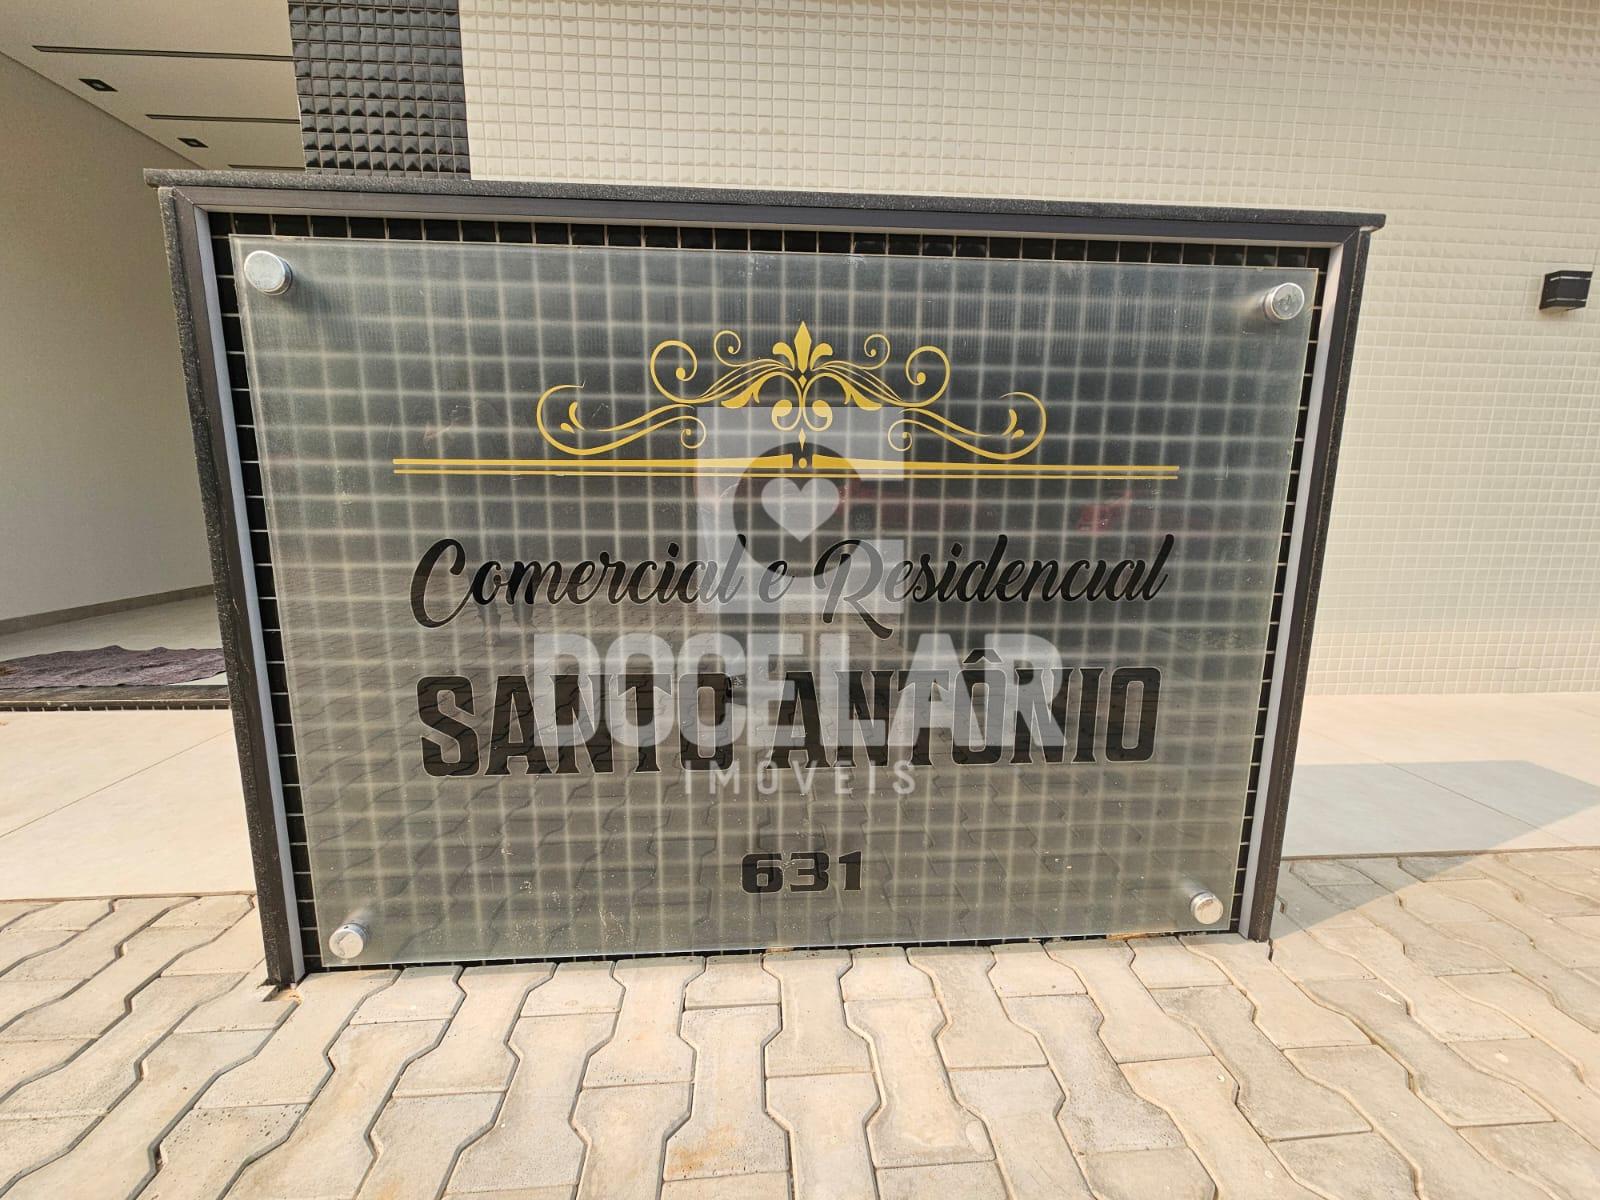 Comercial e Residencial
SANTO ANTÔNIO
DOCELAR
IMÓVEIS
631